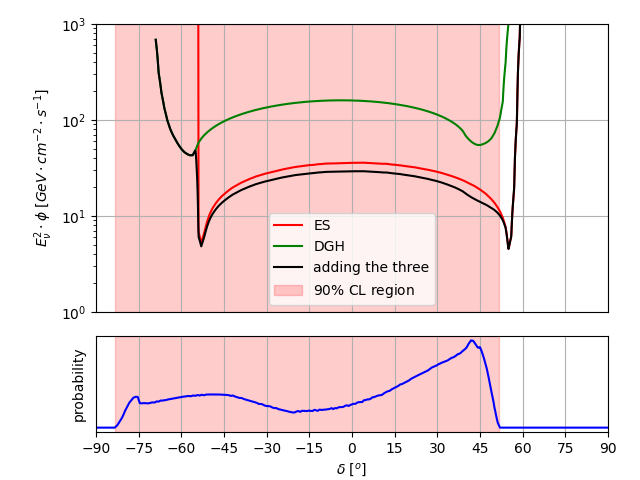 10³
10²
10¹
10⁰
E²ᵥ · ϕ [GeV · cm⁻² · s⁻¹]
ES
DGH
adding the three
90% CL region
probability
−90 −75 −60 −45 −30 −15 0 15 30 45 60 75 90
δ [°]